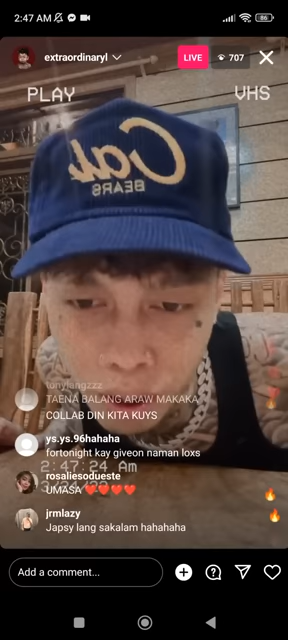 2:47 AM
86
extraordinaryl
LIVE
707
PLAY
VHS
Cal
BEARS
tonylangzzz
TAENA BALANG ARAW MAKAKA
COLLAB DIN KITA KUYS
ys.ys.96hahaha
fortonight kay giveon naman loxs
2:47:24 Am
rosaliesodueste
UMASA ❤️❤️❤️❤️
jrmlazy
Japsy lang sakalam hahahaha
Add a comment...